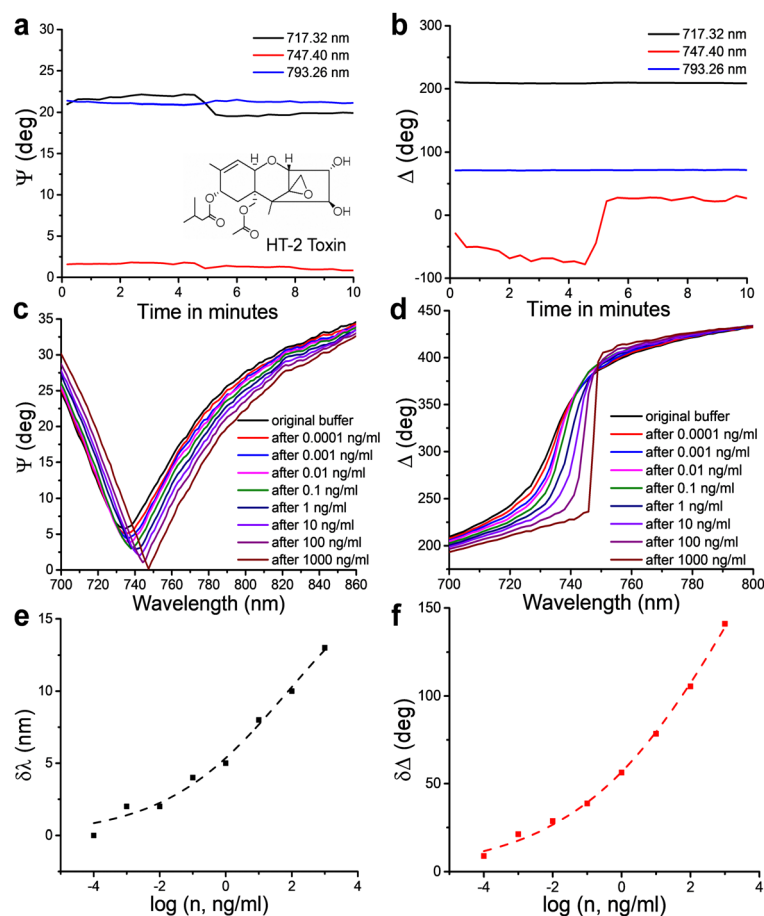 a
717.32 nm
747.40 nm
793.26 nm
30
25
20
15
10
5
0
Ψ (deg)
H
O
H
OH
O
O
O
O
O
OH
HT-2 Toxin
0 2 4 6 8 10
Time in minutes
b
717.32 nm
747.40 nm
793.26 nm
300
200
100
0
-100
Δ (deg)
0 2 4 6 8 10
Time in minutes
c
35
30
25
20
15
10
5
0
Ψ (deg)
original buffer
after 0.0001 ng/ml
after 0.001 ng/ml
after 0.01 ng/ml
after 0.1 ng/ml
after 1 ng/ml
after 10 ng/ml
after 100 ng/ml
after 1000 ng/ml
700 720 740 760 780 800 820 840 860
Wavelength (nm)
d
450
400
350
300
250
200
Δ (deg)
original buffer
after 0.0001 ng/ml
after 0.001 ng/ml
after 0.01 ng/ml
after 0.1 ng/ml
after 1 ng/ml
after 10 ng/ml
after 100 ng/ml
after 1000 ng/ml
700 720 740 760 780 800
Wavelength (nm)
e
15
10
5
0
δλ (nm)
-4 -2 0 2 4
log (n, ng/ml)
f
150
100
50
0
δΔ (deg)
-4 -2 0 2 4
log (n, ng/ml)